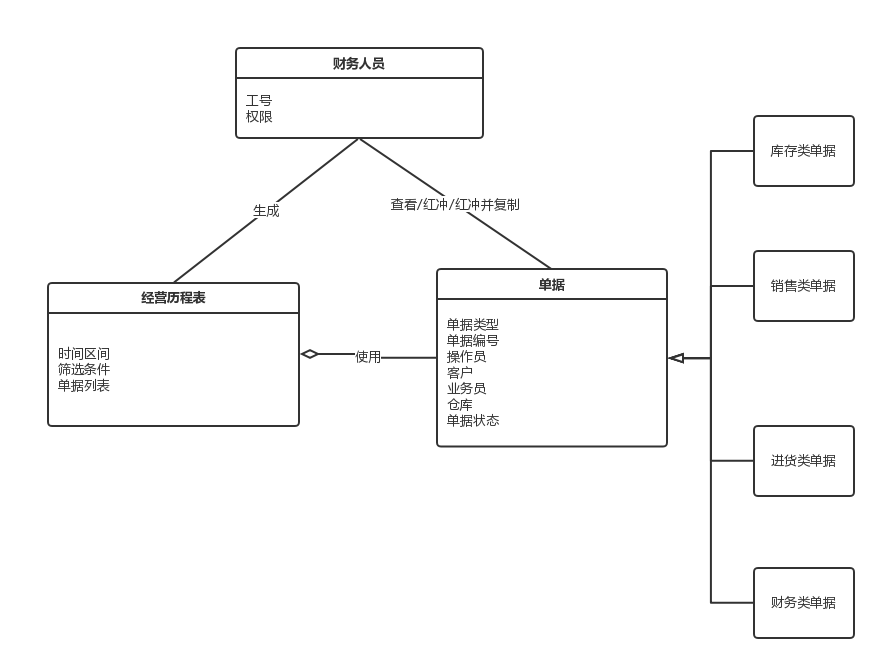 财务人员
工号
权限
生成
查看/红冲/红冲并复制
经营历程表
时间区间
筛选条件
单据列表
使用
单据
单据类型
单据编号
操作员
客户
业务员
仓库
单据状态
库存类单据
销售类单据
进货类单据
财务类单据